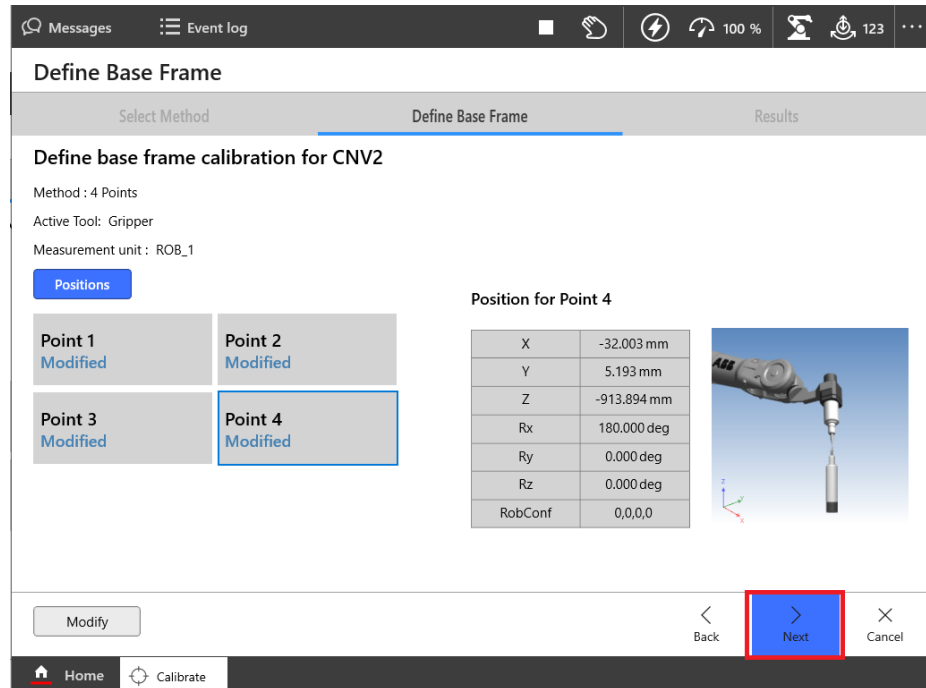 Messages
Event log
100 %
123
Define Base Frame
Select Method
Define Base Frame
Results
Define base frame calibration for CNV2
Method : 4 Points
Active Tool: Gripper
Measurement unit : ROB_1
Positions
Point 1
Modified
Point 2
Modified
Point 3
Modified
Point 4
Modified
Position for Point 4
X -32.003 mm
Y 5.193 mm
Z -913.894 mm
Rx 180.000 deg
Ry 0.000 deg
Rz 0.000 deg
RobConf 0,0,0,0
ABB
z
y
x
Modify
Back
Next
Cancel
Home
Calibrate